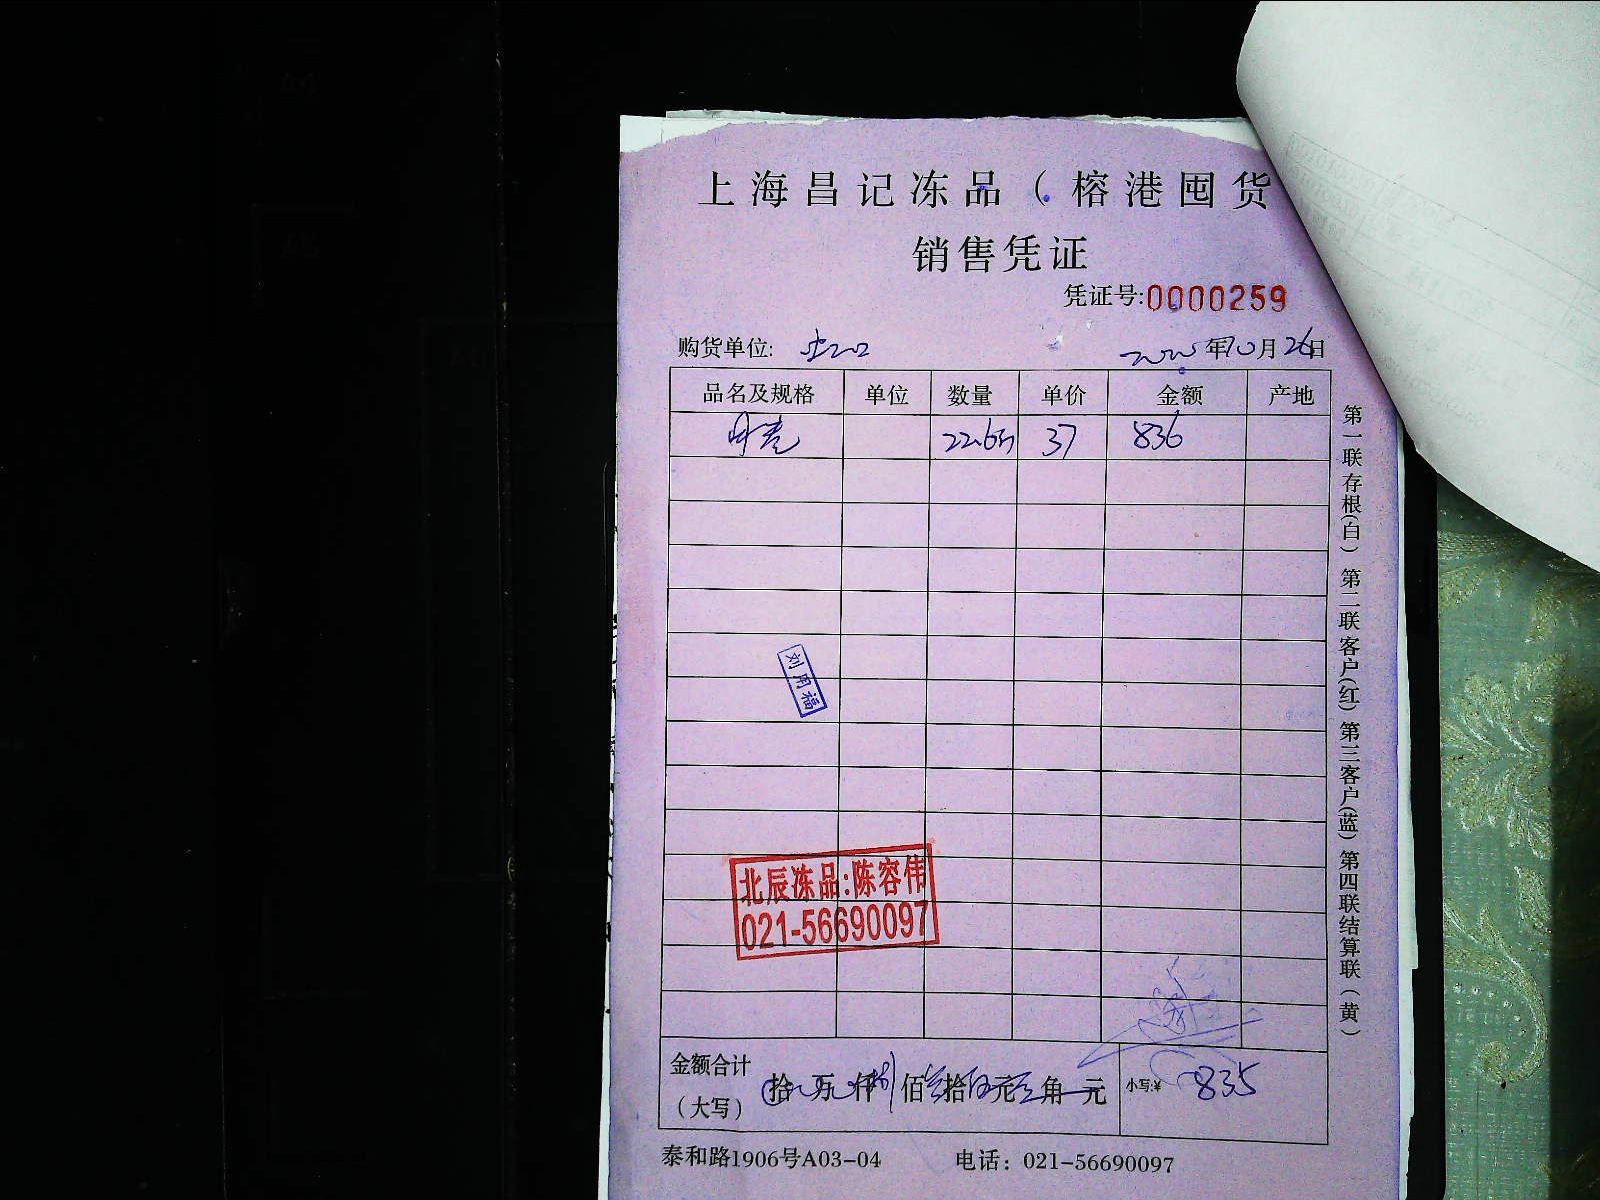 上海昌记冻品（榕港囤货
销售凭证
凭证号:0000259
购货单位:
年10月26日
品名及规格 单位 数量 单价 金额 产地
22.6 37 836
刘用福
北辰冻品:陈容伟
021-56690097
金额合计
（大写） 拾 万 仟 佰 拾 元 角 元 小写:¥ 835
泰和路1906号A03-04 电话：021-56690097
第一联存根(白) 第二联客户(红) 第三客户(蓝) 第四联结算联(黄)